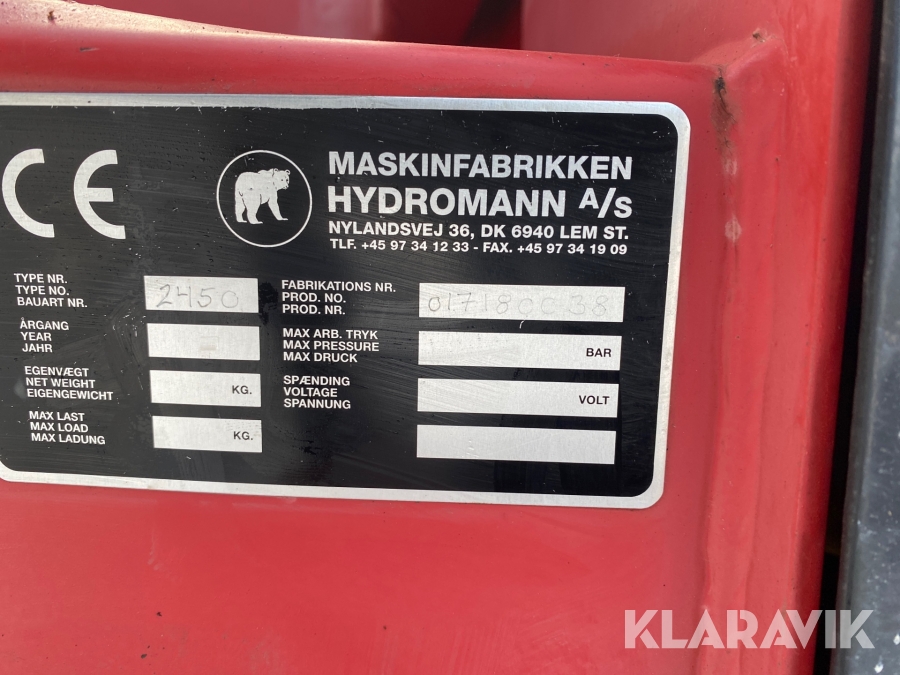 CE
MASKINFABRIKKEN
HYDROMANN A/S
NYLANDSVEJ 36, DK 6940 LEM ST.
TLF. +45 97 34 12 33 - FAX. +45 97 34 19 09
TYPE NR.
TYPE NO.
BAUART NR.
2450
ÅRGANG
YEAR
JAHR
EGENVÆGT
NET WEIGHT
EIGENGEWICHT
KG.
MAX LAST
MAX LOAD
MAX LADUNG
KG.
FABRIKATIONS NR.
PROD. NO.
PROD. NR.
017180038
MAX ARB. TRYK
MAX PRESSURE
MAX DRUCK
BAR
SPÆNDING
VOLTAGE
SPANNUNG
VOLT
KLARAVIK